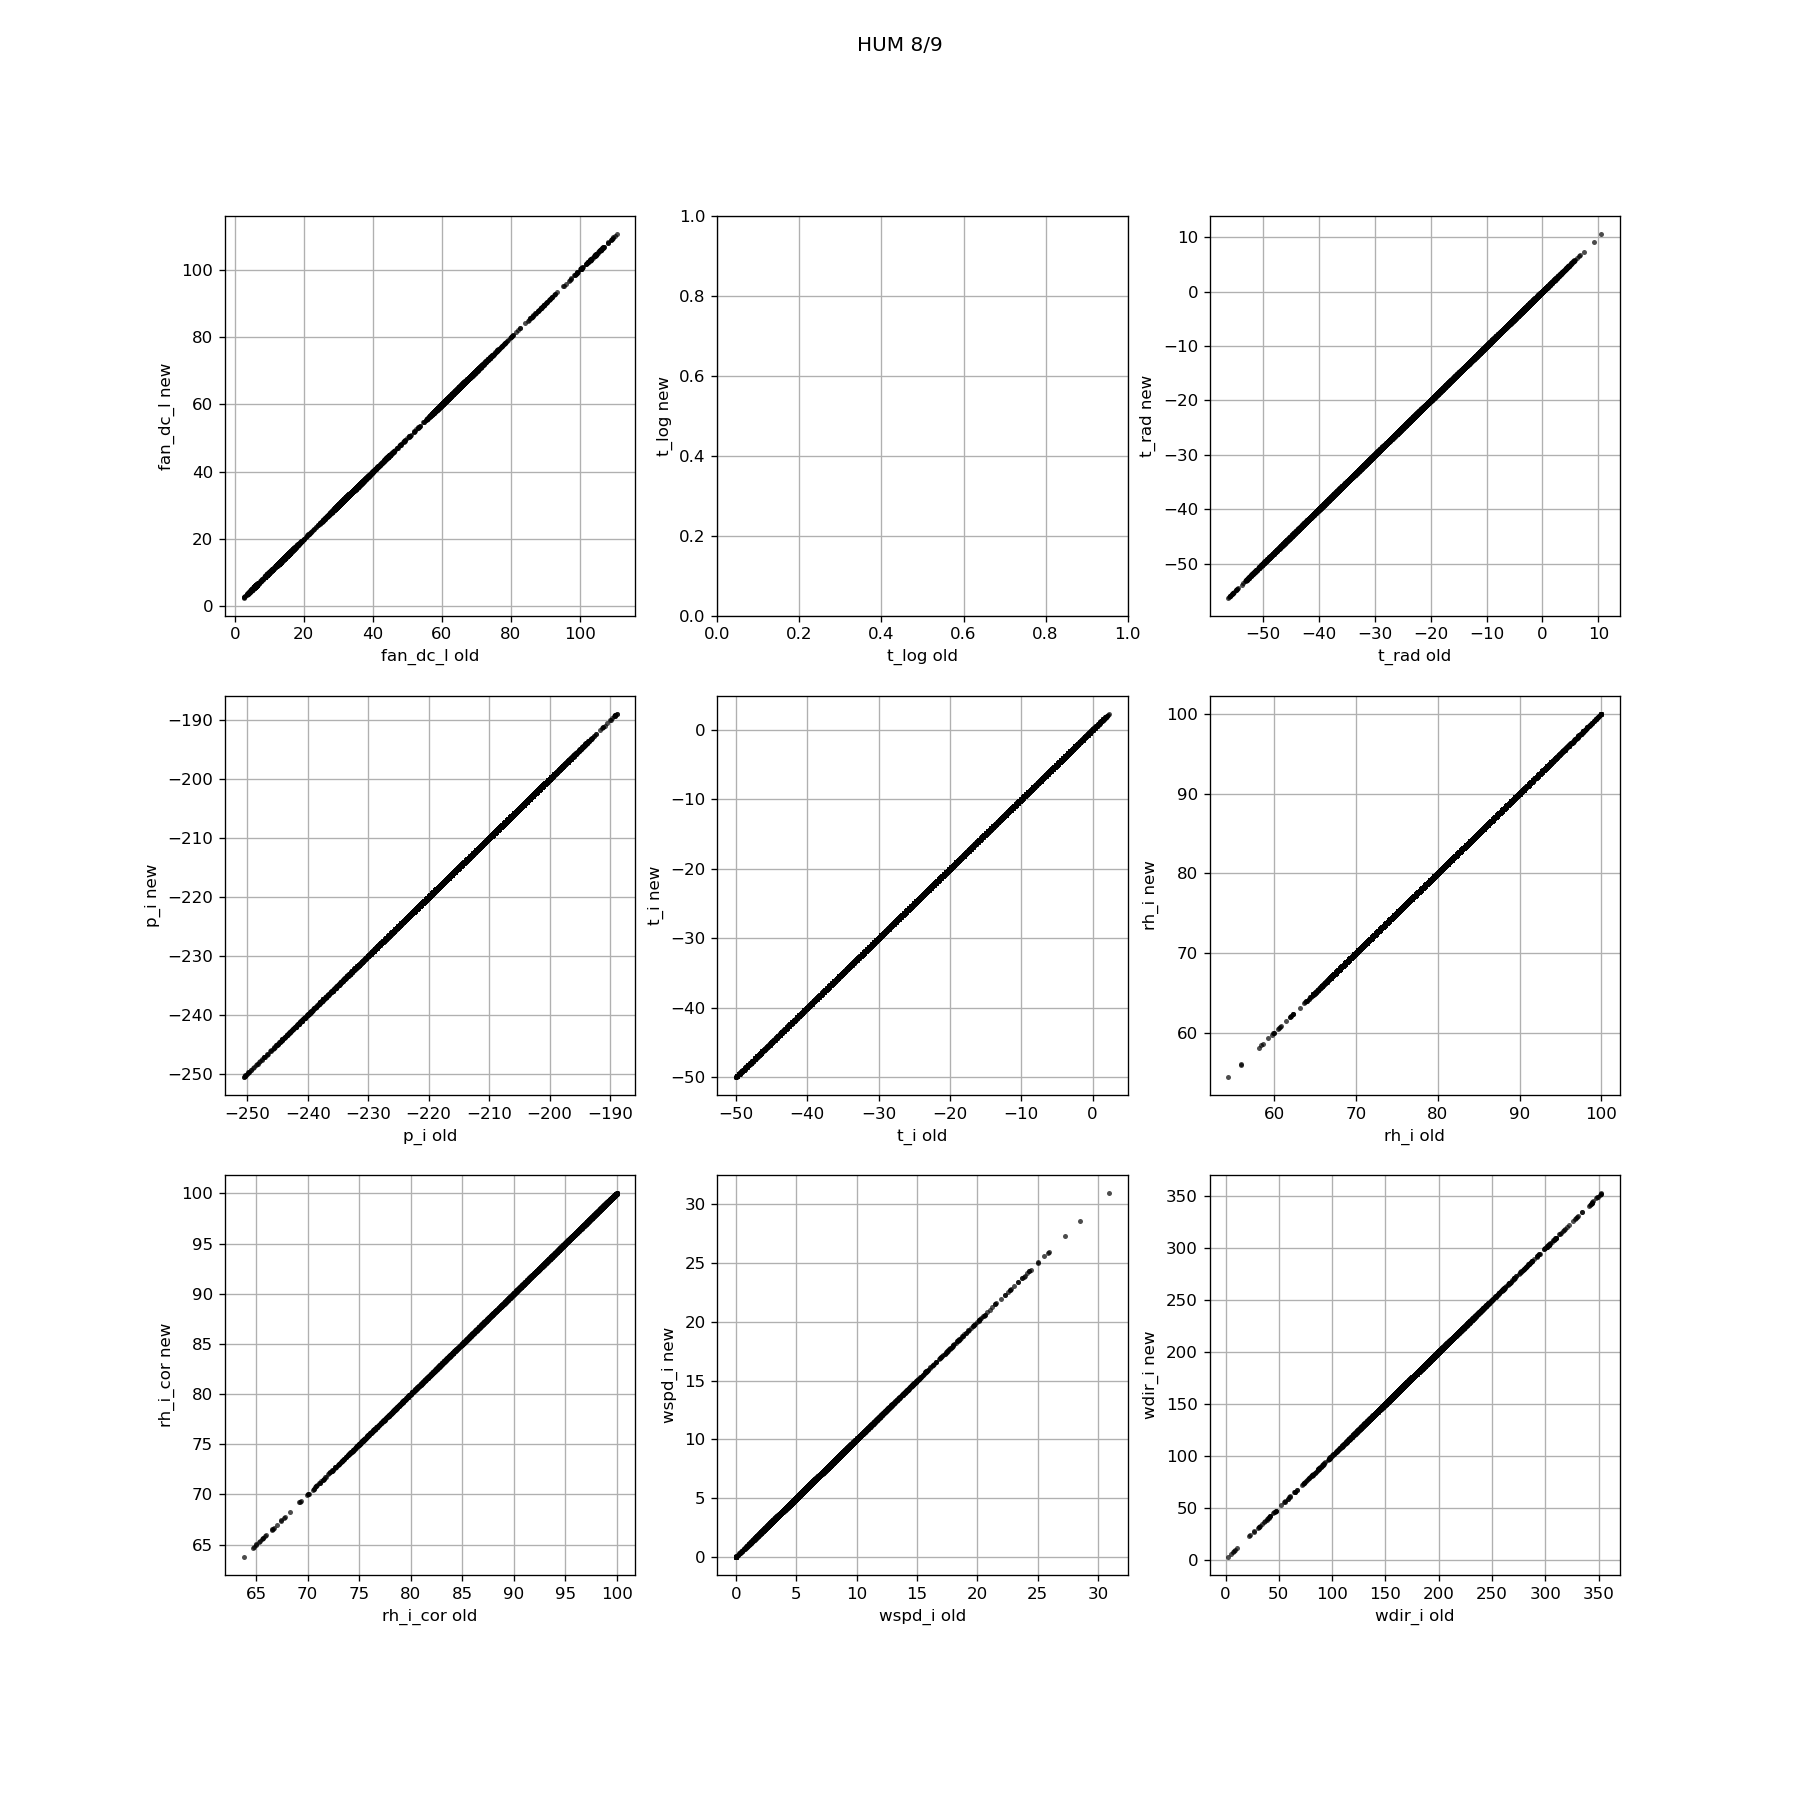 HUM 8/9
100
80
60
40
20
0
fan_dc_l new
0 20 40 60 80 100
fan_dc_l old
1.0
0.8
0.6
0.4
0.2
0.0
t_log new
0.0 0.2 0.4 0.6 0.8 1.0
t_log old
10
0
−10
−20
−30
−40
−50
t_rad new
−50 −40 −30 −20 −10 0 10
t_rad old
−190
−200
−210
−220
−230
−240
−250
p_i new
−250 −240 −230 −220 −210 −200 −190
p_i old
0
−10
−20
−30
−40
−50
t_i new
−50 −40 −30 −20 −10 0
t_i old
100
90
80
70
60
rh_i new
60 70 80 90 100
rh_i old
100
95
90
85
80
75
70
65
rh_i_cor new
65 70 75 80 85 90 95 100
rh_i_cor old
30
25
20
15
10
5
0
wspd_i new
0 5 10 15 20 25 30
wspd_i old
350
300
250
200
150
100
50
0
wdir_i new
0 50 100 150 200 250 300 350
wdir_i old